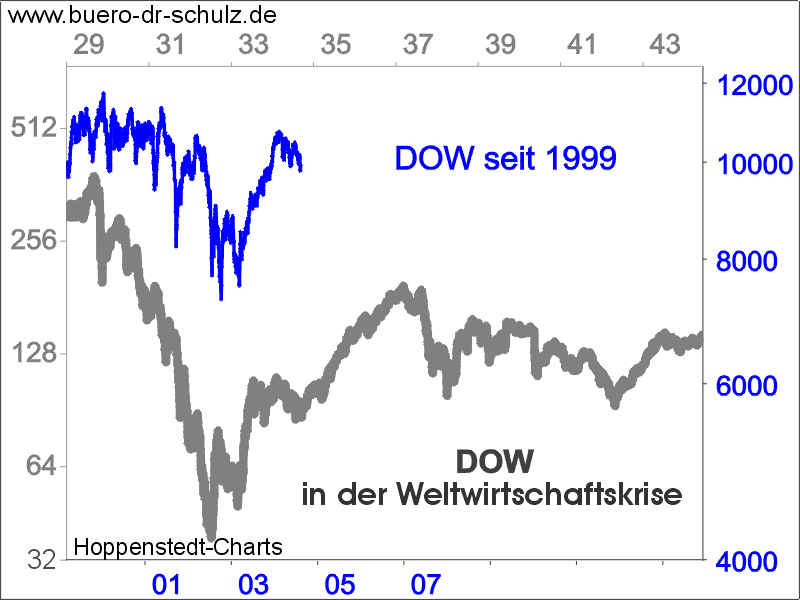 www.buero-dr-schulz.de
29 31 33 35 37 39 41 43
12000
512
DOW seit 1999
10000
256
8000
128
6000
64
DOW
in der Weltwirtschaftskrise
Hoppenstedt-Charts
32
4000
01 03 05 07